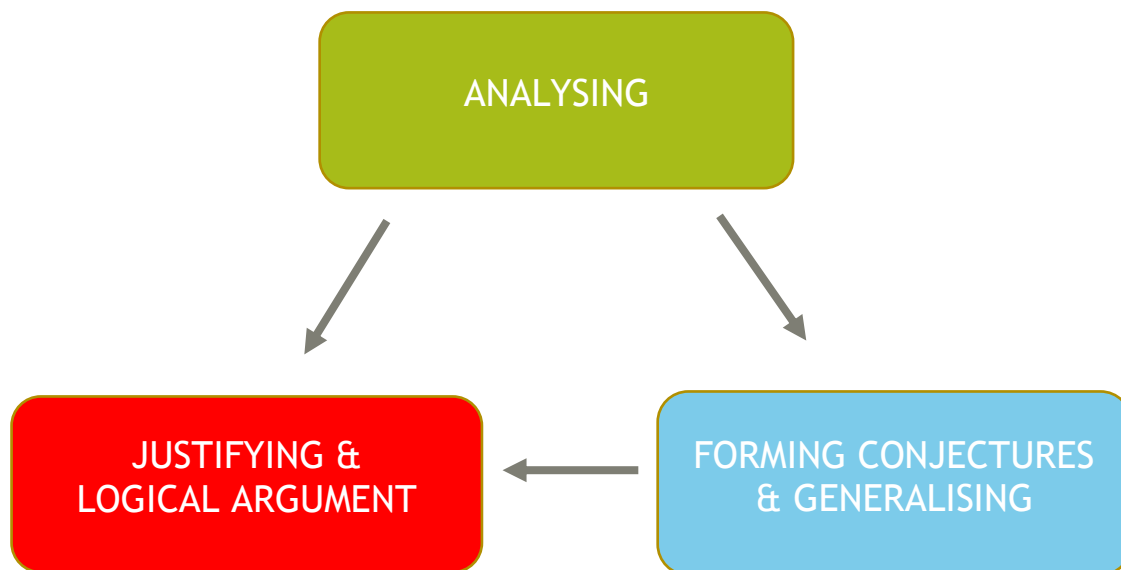 ANALYSING
JUSTIFYING &
LOGICAL ARGUMENT
FORMING CONJECTURES
& GENERALISING